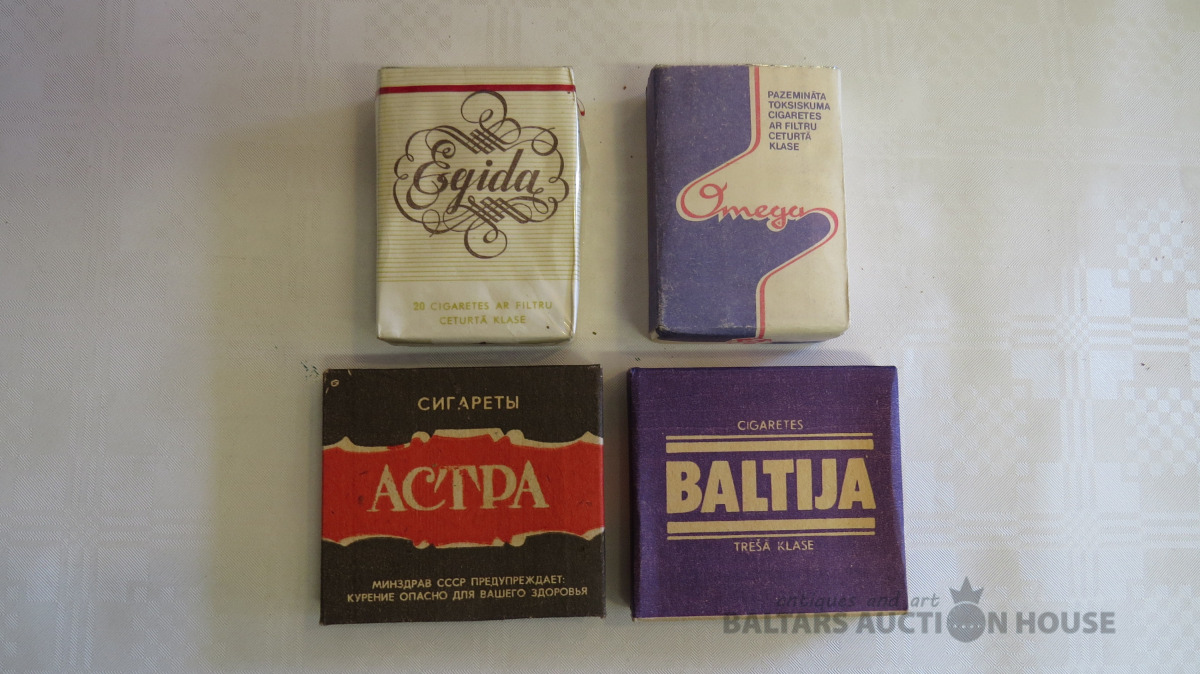 Egida
20 CIGARETES AR FILTRU
CETURTĀ KLASE
PAZEMINĀTA
TOKSISKUMA
CIGARETES
AR FILTRU
CETURTĀ
KLASE
Omega
СИГАРЕТЫ
АСТРА
МИНЗДРАВ СССР ПРЕДУПРЕЖДАЕТ:
КУРЕНИЕ ОПАСНО ДЛЯ ВАШЕГО ЗДОРОВЬЯ
CIGARETES
BALTIJA
TREŠĀ KLASE
antiques and art
BALTARS AUCTION HOUSE